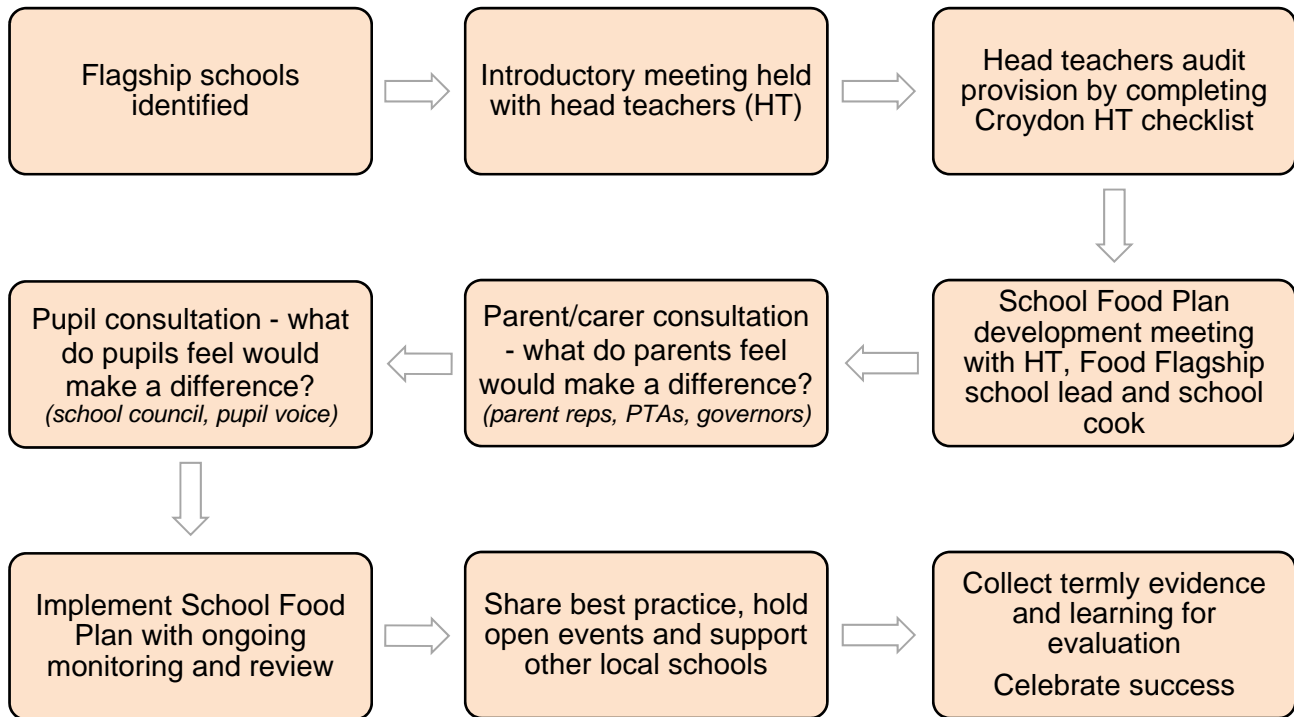 Flagship schools
identified
Introductory meeting held
with head teachers (HT)
Head teachers audit
provision by completing
Croydon HT checklist
School Food Plan
development meeting
with HT, Food Flagship
school lead and school
cook
Parent/carer consultation
- what do parents feel
would make a difference?
(parent reps, PTAs, governors)
Pupil consultation - what
do pupils feel would
make a difference?
(school council, pupil voice)
Implement School Food
Plan with ongoing
monitoring and review
Share best practice, hold
open events and support
other local schools
Collect termly evidence
and learning for
evaluation
Celebrate success